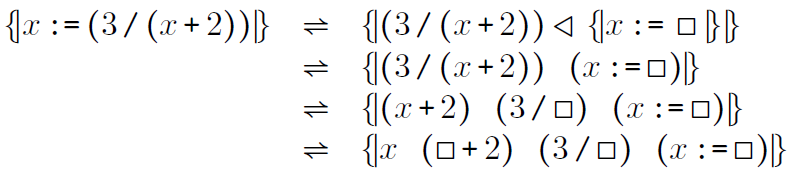 {|x := (3 / (x + 2))|} ⇌ {|(3 / (x + 2)) ◁ {|x := □|}|}
⇌ {|(3 / (x + 2)) (x := □)|}
⇌ {|(x + 2) (3 / □) (x := □)|}
⇌ {|x (□ + 2) (3 / □) (x := □)|}